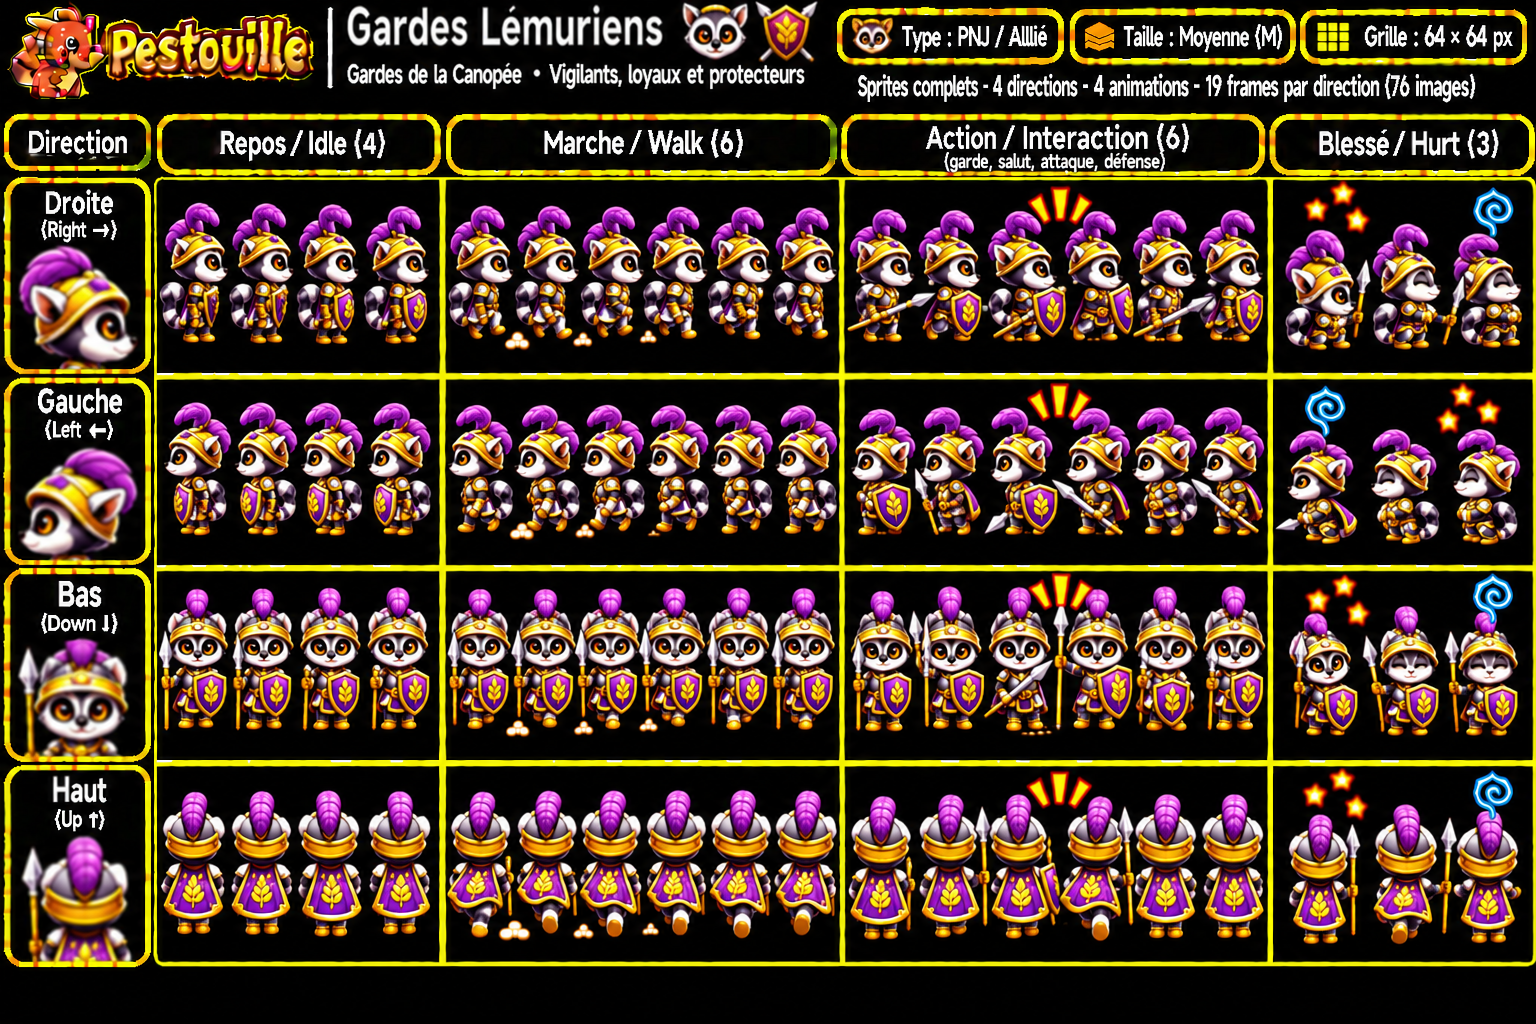 Pestouille
Gardes Lémuriens
Gardes de la Canopée • Vigilants, loyaux et protecteurs
Type : PNJ / Alllié
Taille : Moyenne (M)
Grille : 64 × 64 px
Sprites complets - 4 directions - 4 animations - 19 frames par direction (76 images)
Direction
Repos / Idle (4)
Marche / Walk (6)
Action / Interaction (6)
(garde, salut, attaque, défense)
Blessé / Hurt (3)
Droite
(Right →)
Gauche
(Left ←)
Bas
(Down ↓)
Haut
(Up ↑)